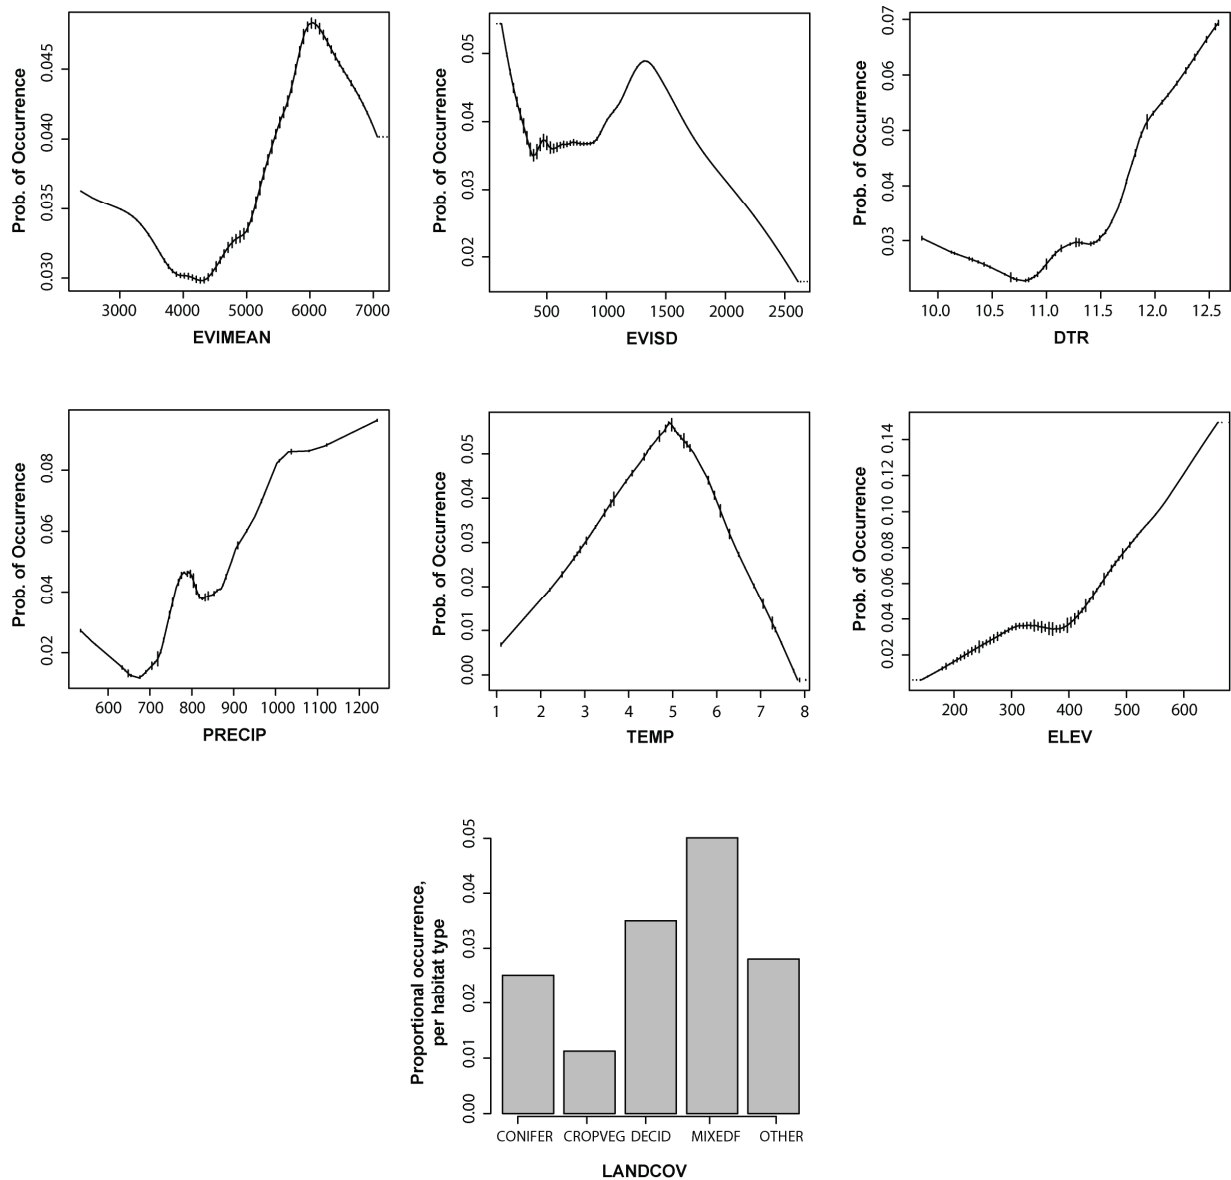 Prob. of Occurrence
0.045
0.040
0.035
0.030
3000 4000 5000 6000 7000
EVIMEAN
Prob. of Occurrence
0.05
0.04
0.03
0.02
500 1000 1500 2000 2500
EVISD
Prob. of Occurrence
0.07
0.06
0.05
0.04
0.03
10.0 10.5 11.0 11.5 12.0 12.5
DTR
Prob. of Occurrence
0.08
0.06
0.04
0.02
600 700 800 900 1000 1100 1200
PRECIP
Prob. of Occurrence
0.05
0.04
0.03
0.02
0.01
0.00
1 2 3 4 5 6 7 8
TEMP
Prob. of Occurrence
0.14
0.12
0.10
0.08
0.06
0.04
0.02
200 300 400 500 600
ELEV
Proportional occurrence,
per habitat type
0.05
0.04
0.03
0.02
0.01
0.00
CONIFER CROPVEG DECID MIXEDF OTHER
LANDCOV